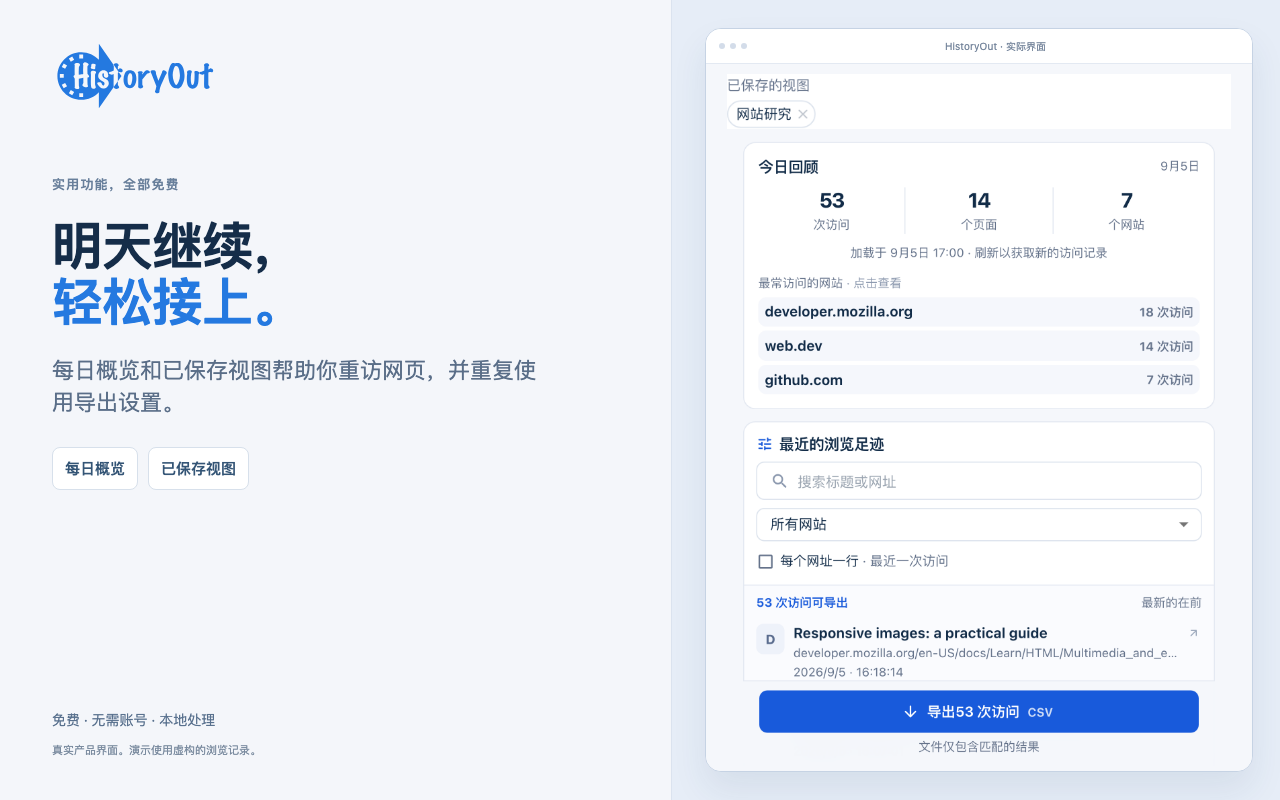 HistoryOut
实用功能，全部免费
明天继续，
轻松接上。
每日概览和已保存视图帮助你重访网页，并重复使
用导出设置。
每日概览
已保存视图
免费 · 无需账号 · 本地处理
真实产品界面。演示使用虚构的浏览记录。
HistoryOut · 实际界面
已保存的视图
网站研究
今日回顾
9月5日
53
14
7
次访问
个页面
个网站
加载于 9月5日 17:00 · 刷新以获取新的访问记录
最常访问的网站 · 点击查看
developer.mozilla.org
18 次访问
web.dev
14 次访问
github.com
7 次访问
最近的浏览足迹
搜索标题或网址
所有网站
每个网址一行 · 最近一次访问
53 次访问可导出
最新的在前
D
Responsive images: a practical guide
developer.mozilla.org/en-US/docs/Learn/HTML/Multimedia_and_e...
2026/9/5 · 16:18:14
导出53 次访问 CSV
文件仅包含匹配的结果